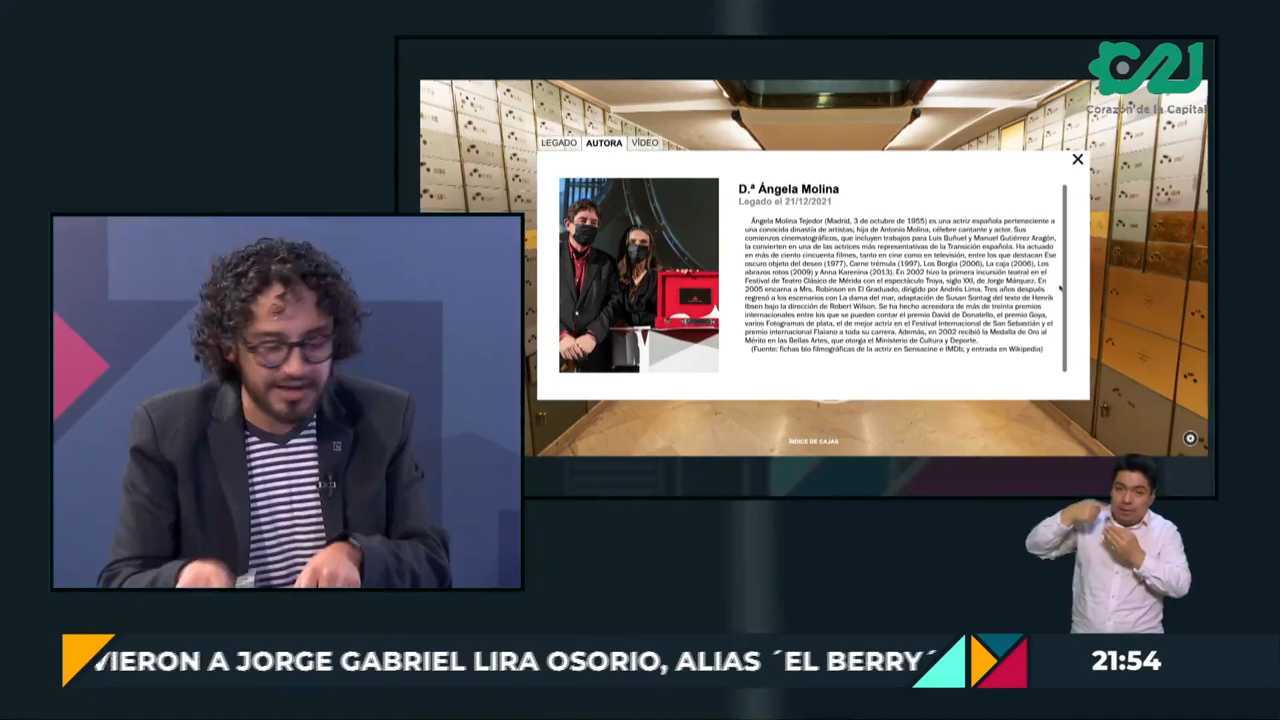 C21
Corazón de la Capital
LEGADO AUTORA VÍDEO
D.ª Ángela Molina
Legado el 21/12/2021
Ángela Molina Tejedor (Madrid, 3 de octubre de 1955) es una actriz española perteneciente a
una conocida dinastía de artistas; hija de Antonio Molina, célebre cantante y actor. Sus
comienzos cinematográficos, que incluyen trabajos para Luis Buñuel y Manuel Gutiérrez Aragón,
la convierten en una de las actrices más representativas de la Transición española. Ha actuado
en más de ciento cincuenta filmes, tanto en cine como en televisión, entre los que destacan Ese
oscuro objeto del deseo (1977), Carne trémula (1997), Los Borgia (2006), La caja (2006), Los
abrazos rotos (2009) y Anna Karenina (2013). En 2002 hizo la primera incursión teatral en el
Festival de Teatro Clásico de Mérida con el espectáculo Troya, siglo XXI, de Jorge Márquez. En
2005 encarna a Mrs. Robinson en El Graduado, dirigido por Andrés Lima. Tres años después
regresó a los escenarios con La dama del mar, adaptación de Susan Sontag del texto de Henrik
Ibsen bajo la dirección de Robert Wilson. Se ha hecho acreedora de más de treinta premios
internacionales entre los que se pueden contar el premio David de Donatello, el premio Goya,
varios Fotogramas de plata, el de mejor actriz en el Festival Internacional de San Sebastián y el
premio internacional Flaiano a toda su carrera. Además, en 2002 recibió la Medalla de Oro al
Mérito en las Bellas Artes, que otorga el Ministerio de Cultura y Deporte.
(Fuente: fichas bio filmográficas de la actriz en Sensacine e IMDb; y entrada en Wikipedia)
ÍNDICE DE CAJAS
VIERON A JORGE GABRIEL LIRA OSORIO, ALIAS ´EL BERRY´
21:54